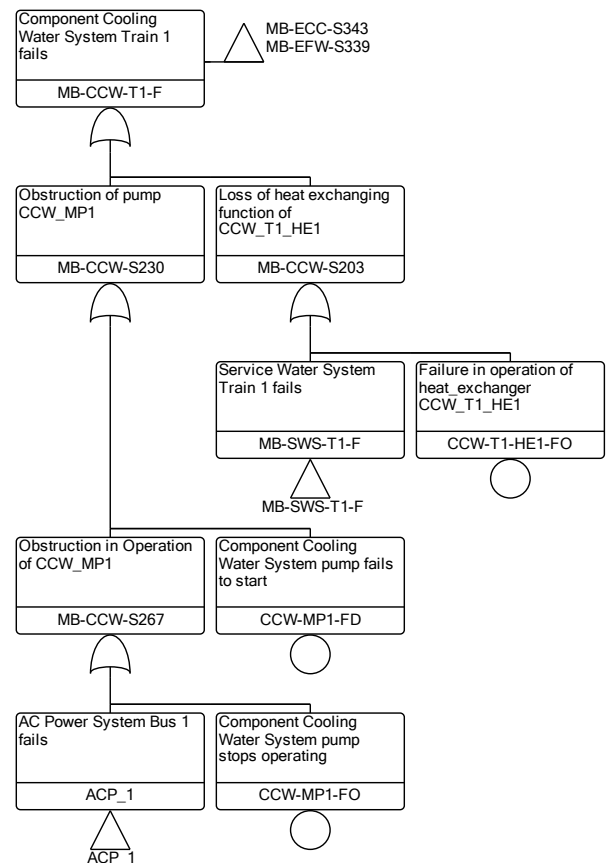 Component Cooling
Water System Train 1
fails
MB-CCW-T1-F
MB-ECC-S343
MB-EFW-S339
Obstruction of pump
CCW_MP1
MB-CCW-S230
Loss of heat exchanging
function of
CCW_T1_HE1
MB-CCW-S203
Service Water System
Train 1 fails
MB-SWS-T1-F
MB-SWS-T1-F
Failure in operation of
heat_exchanger
CCW_T1_HE1
CCW-T1-HE1-FO
Obstruction in Operation
of CCW_MP1
MB-CCW-S267
Component Cooling
Water System pump fails
to start
CCW-MP1-FD
AC Power System Bus 1
fails
ACP_1
ACP_1
Component Cooling
Water System pump
stops operating
CCW-MP1-FO